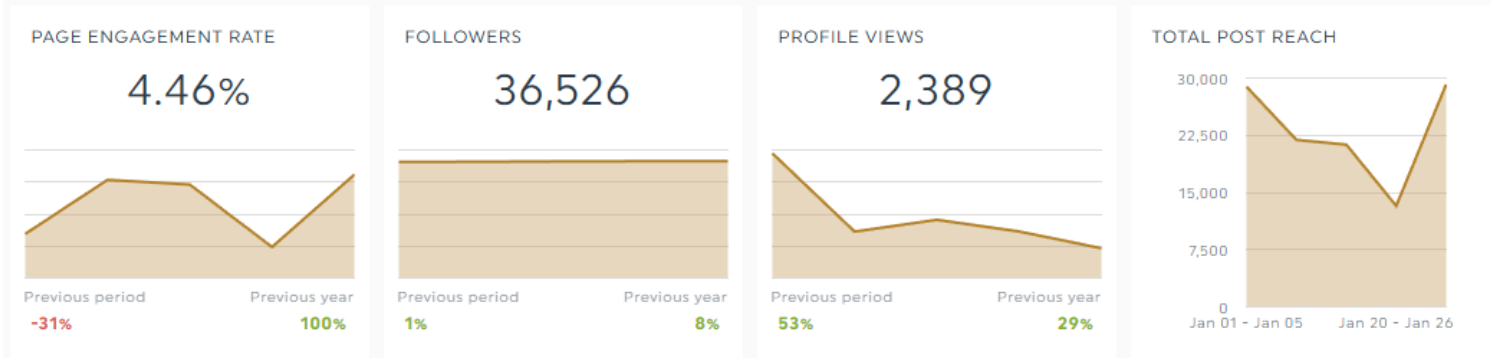 PAGE ENGAGEMENT RATE
4.46%
Previous period Previous year
-31% 100%
FOLLOWERS
36,526
Previous period Previous year
1% 8%
PROFILE VIEWS
2,389
Previous period Previous year
53% 29%
TOTAL POST REACH
30,000
22,500
15,000
7,500
0
Jan 01 - Jan 05 Jan 20 - Jan 26